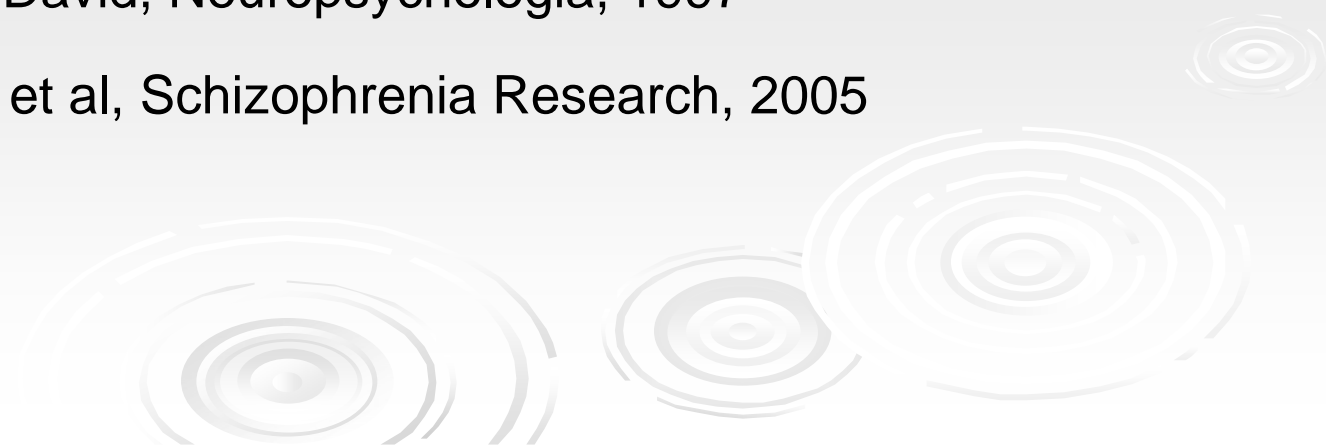 David, Neuropsychologia,
et al, Schizophrenia Research, 2005